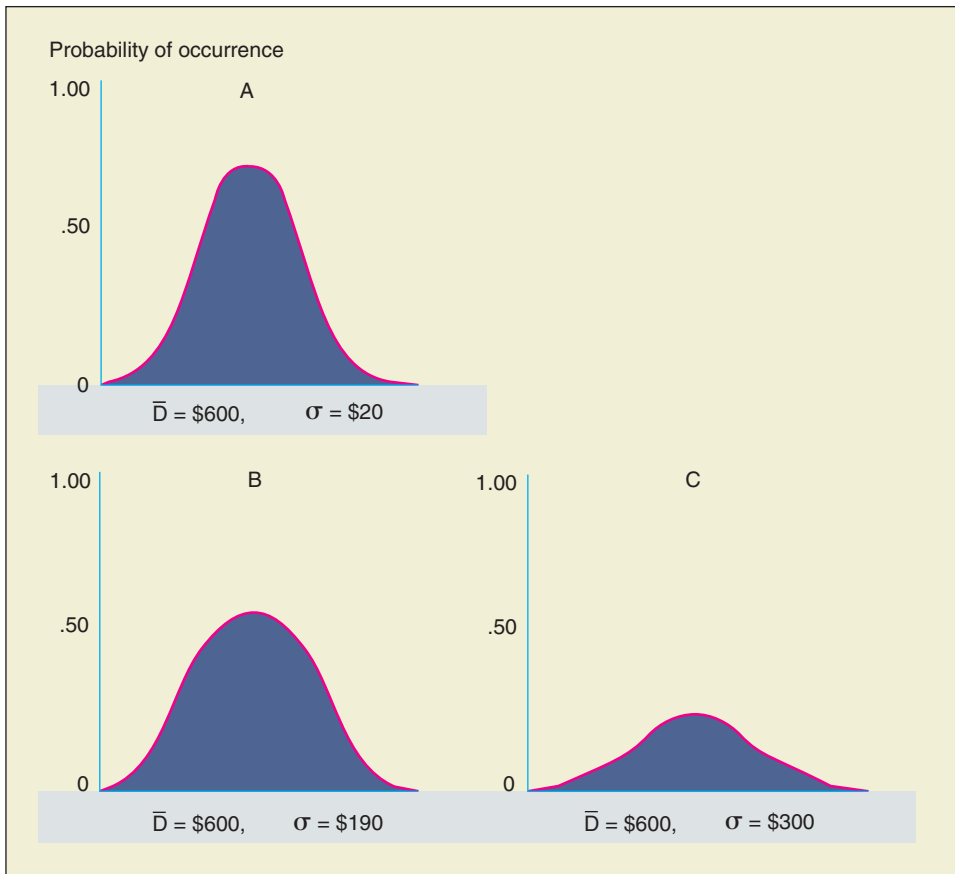 Probability of occurrence
1.00
A
.50
0
D̅ = $600, σ = $20
1.00
B
.50
0
D̅ = $600, σ = $190
1.00
C
.50
0
D̅ = $600, σ = $300